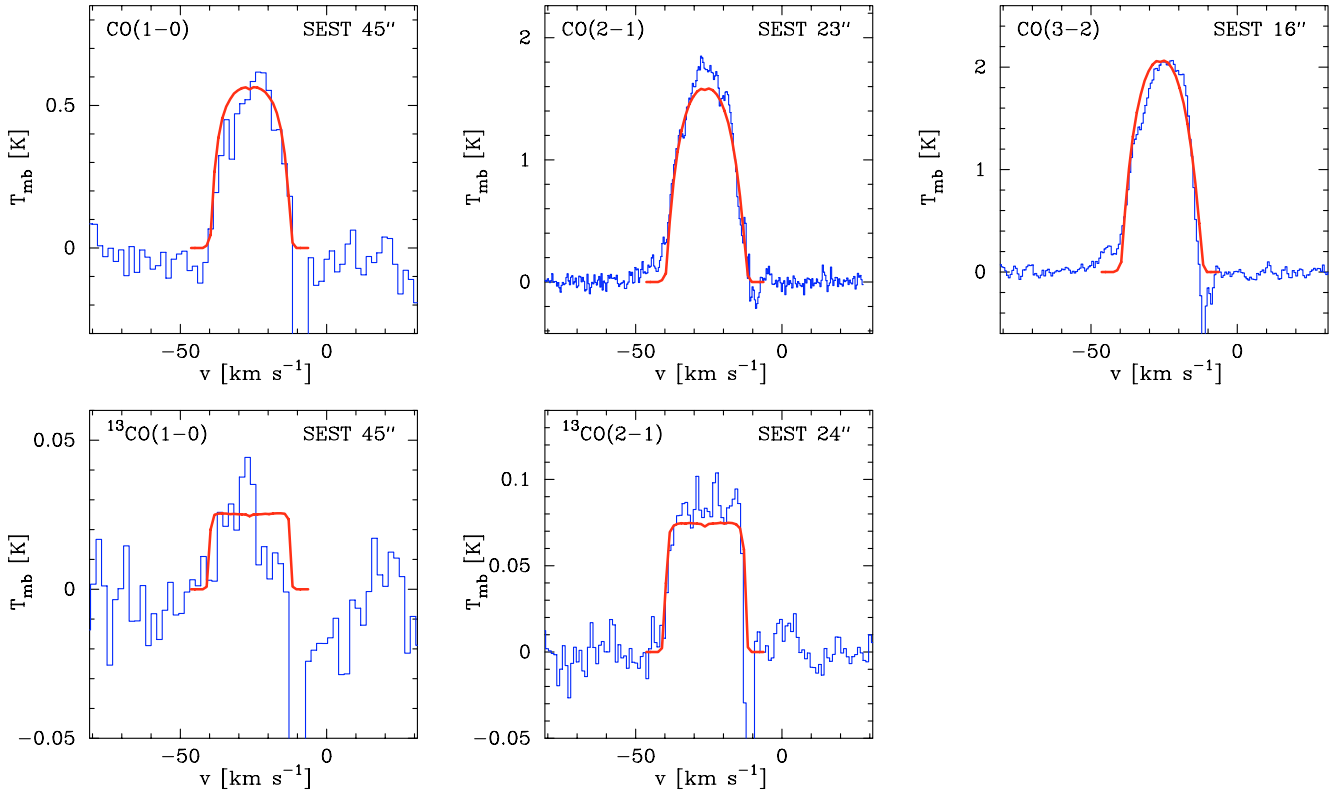 CO(1−0) SEST 45″
0.5
0
T_mb [K]
−50 0
v [km s⁻¹]
CO(2−1) SEST 23″
2
1
0
T_mb [K]
−50 0
v [km s⁻¹]
CO(3−2) SEST 16″
2
1
0
T_mb [K]
−50 0
v [km s⁻¹]
¹³CO(1−0) SEST 45″
0.05
0
−0.05
T_mb [K]
−50 0
v [km s⁻¹]
¹³CO(2−1) SEST 24″
0.1
0.05
0
−0.05
T_mb [K]
−50 0
v [km s⁻¹]